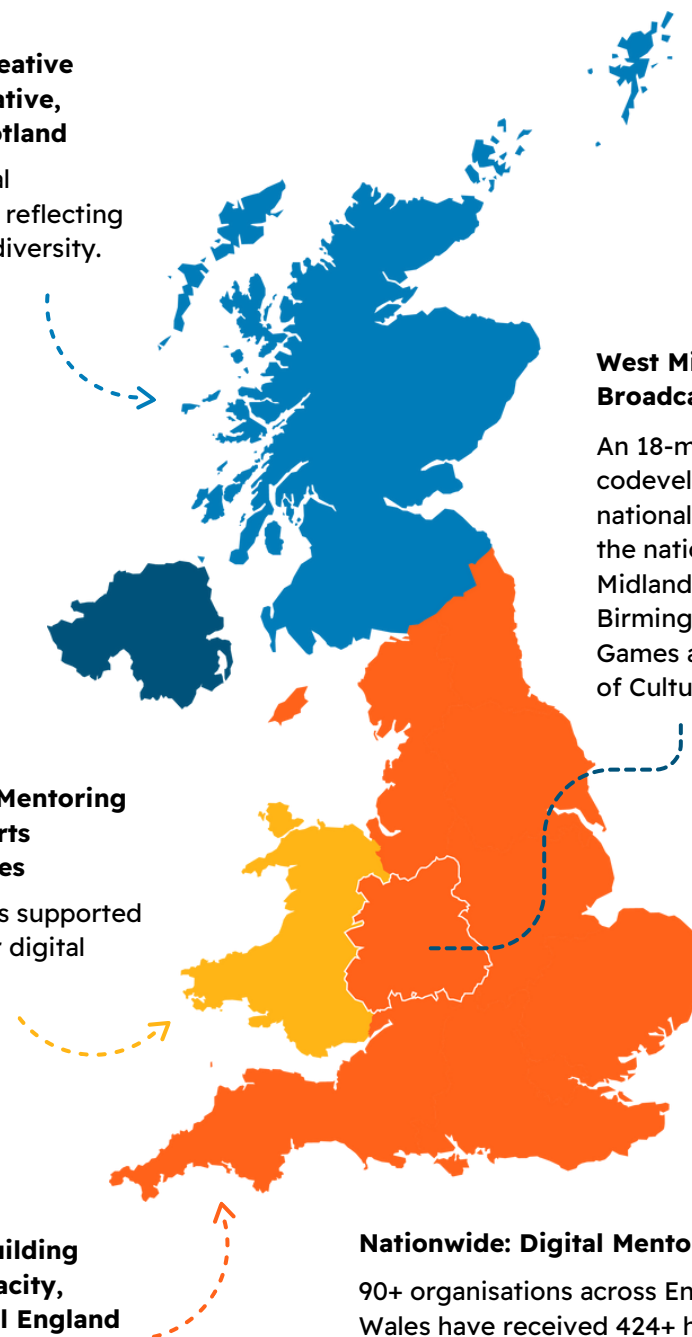 eative
ative,
otland
al
reflecting
diversity.
West Mi
Broadca
An 18-m
codevel
national
the natio
Midland
Birming
Games a
of Cultu
Mentoring
rts
es
s supported
r digital
uilding
acity,
l England
Nationwide: Digital Mento
90+ organisations across En
Wales have received 424+ h